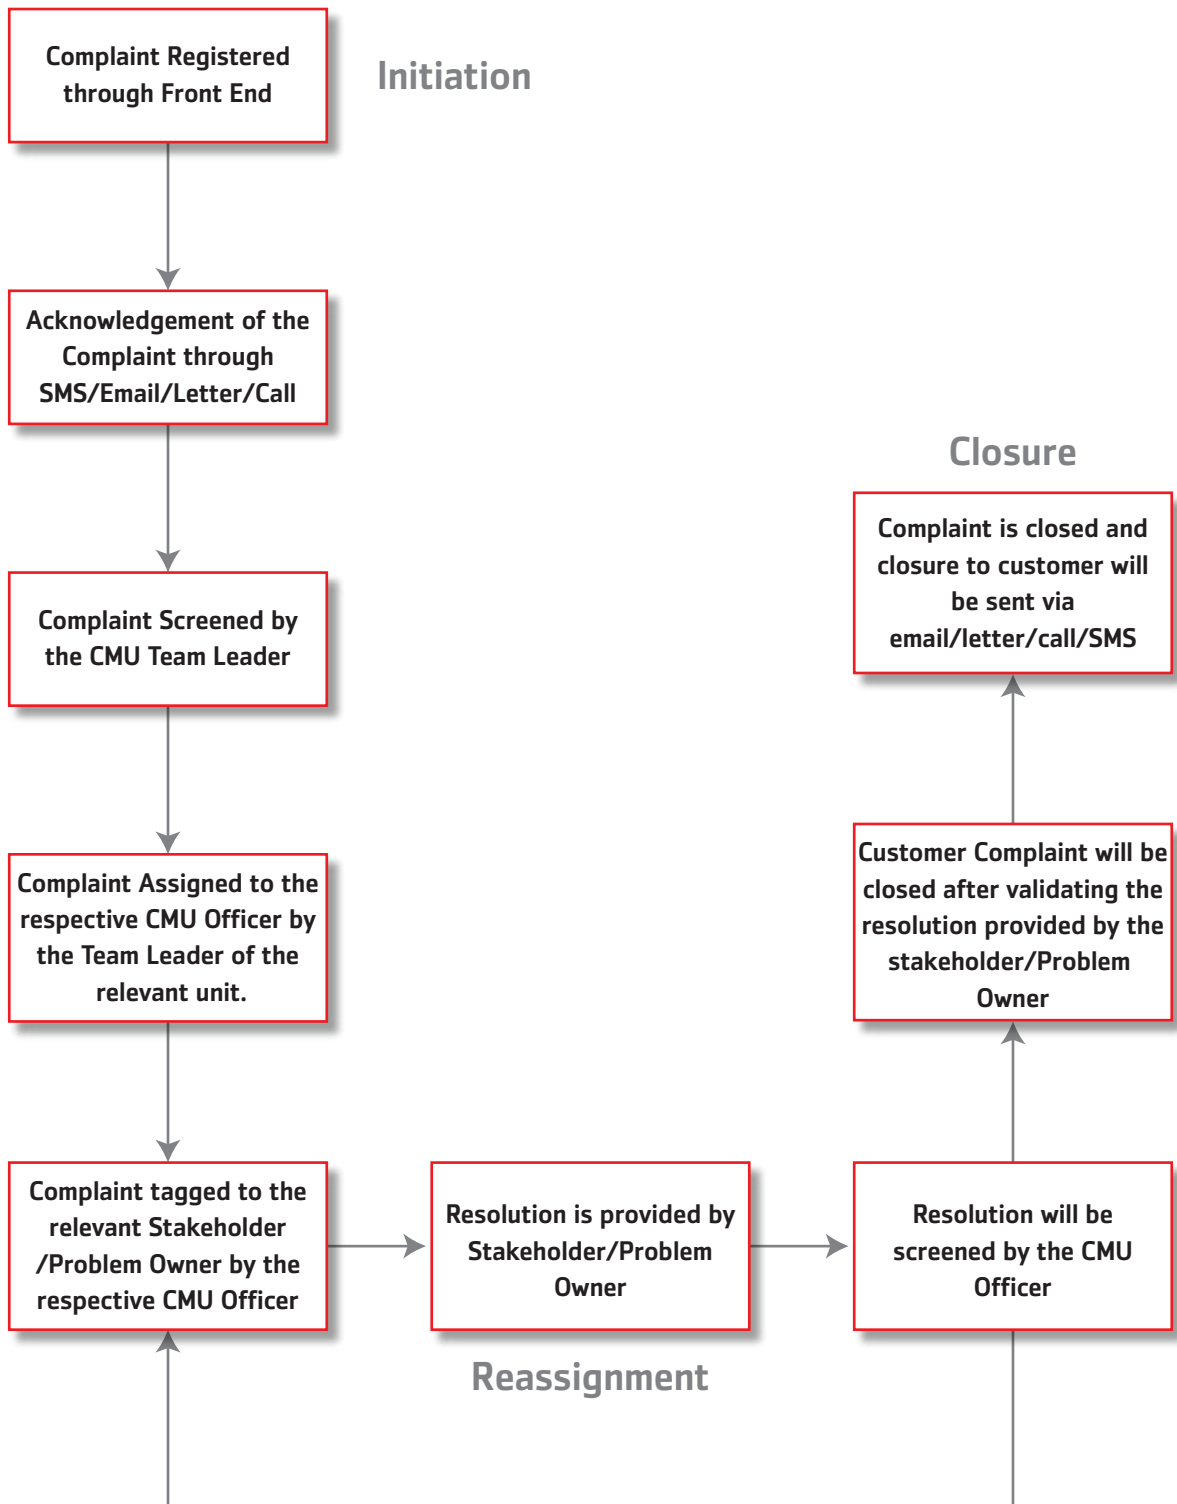 Complaint Registered
through Front End
Initiation
Acknowledgement of the
Complaint through
SMS/Email/Letter/Call
Complaint Screened by
the CMU Team Leader
Complaint Assigned to the
respective CMU Officer by
the Team Leader of the
relevant unit.
Complaint tagged to the
relevant Stakeholder
/Problem Owner by the
respective CMU Officer
Resolution is provided by
Stakeholder/Problem
Owner
Reassignment
Resolution will be
screened by the CMU
Officer
Customer Complaint will be
closed after validating the
resolution provided by the
stakeholder/Problem
Owner
Closure
Complaint is closed and
closure to customer will
be sent via
email/letter/call/SMS